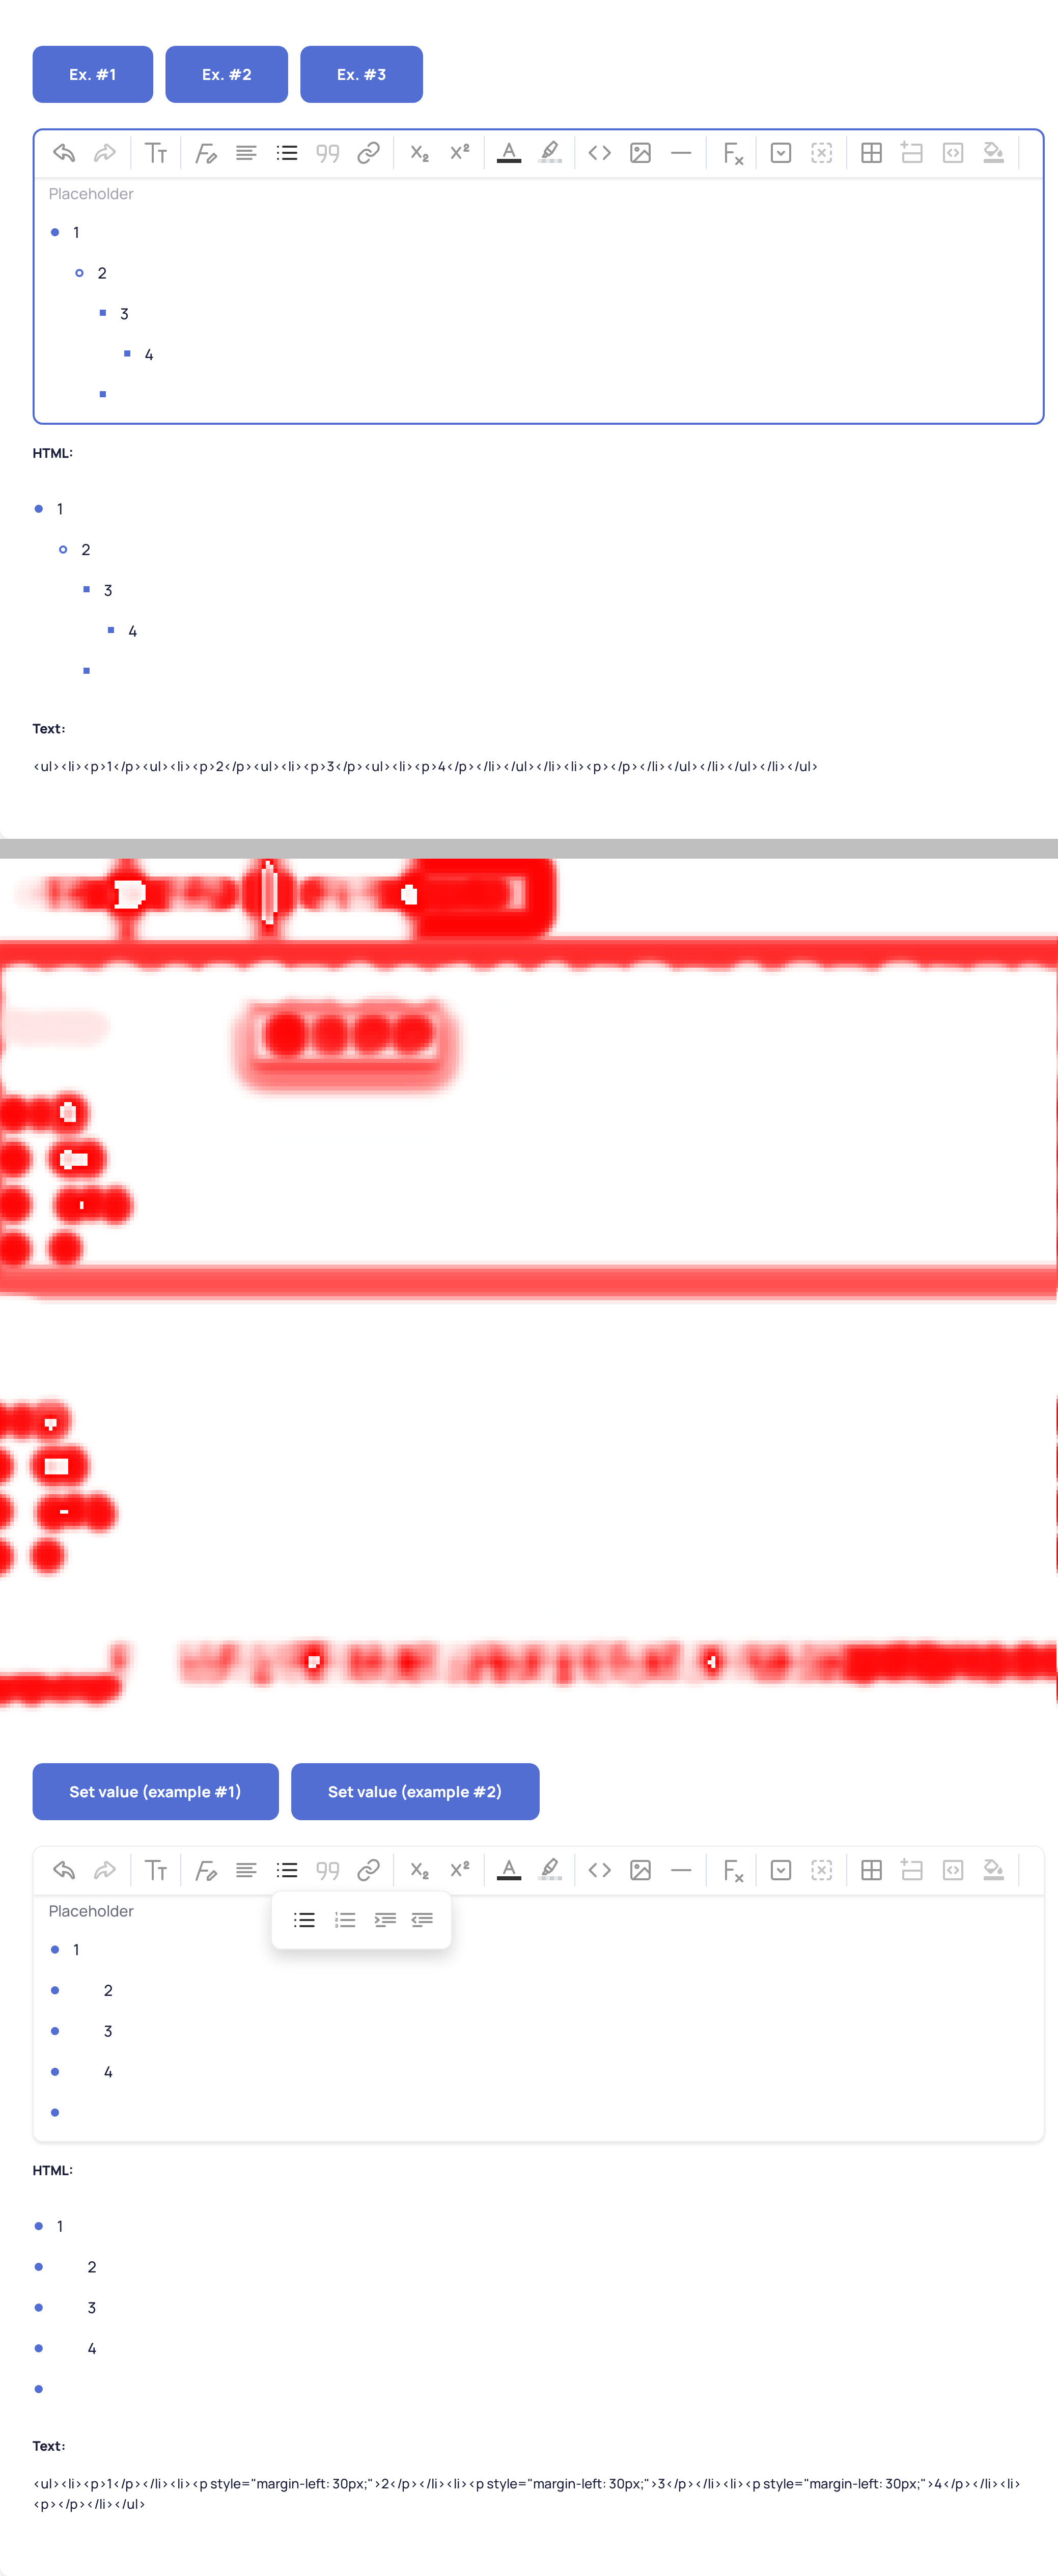 Ex. #1 Ex. #2 Ex. #3
Placeholder
1
2
3
4
HTML:
1
2
3
4
Text:
<ul><li><p>1</p><ul><li><p>2</p><ul><li><p>3</p><ul><li><p>4</p></li></ul></li><li><p></p></li></ul></li></ul></li></ul>
Set value (example #1) Set value (example #2)
Placeholder
1
2
3
4
HTML:
1
2
3
4
Text:
<ul><li><p>1</p></li><li><p style="margin-left: 30px;">2</p></li><li><p style="margin-left: 30px;">3</p></li><li><p style="margin-left: 30px;">4</p></li><li>
<p></p></li></ul>